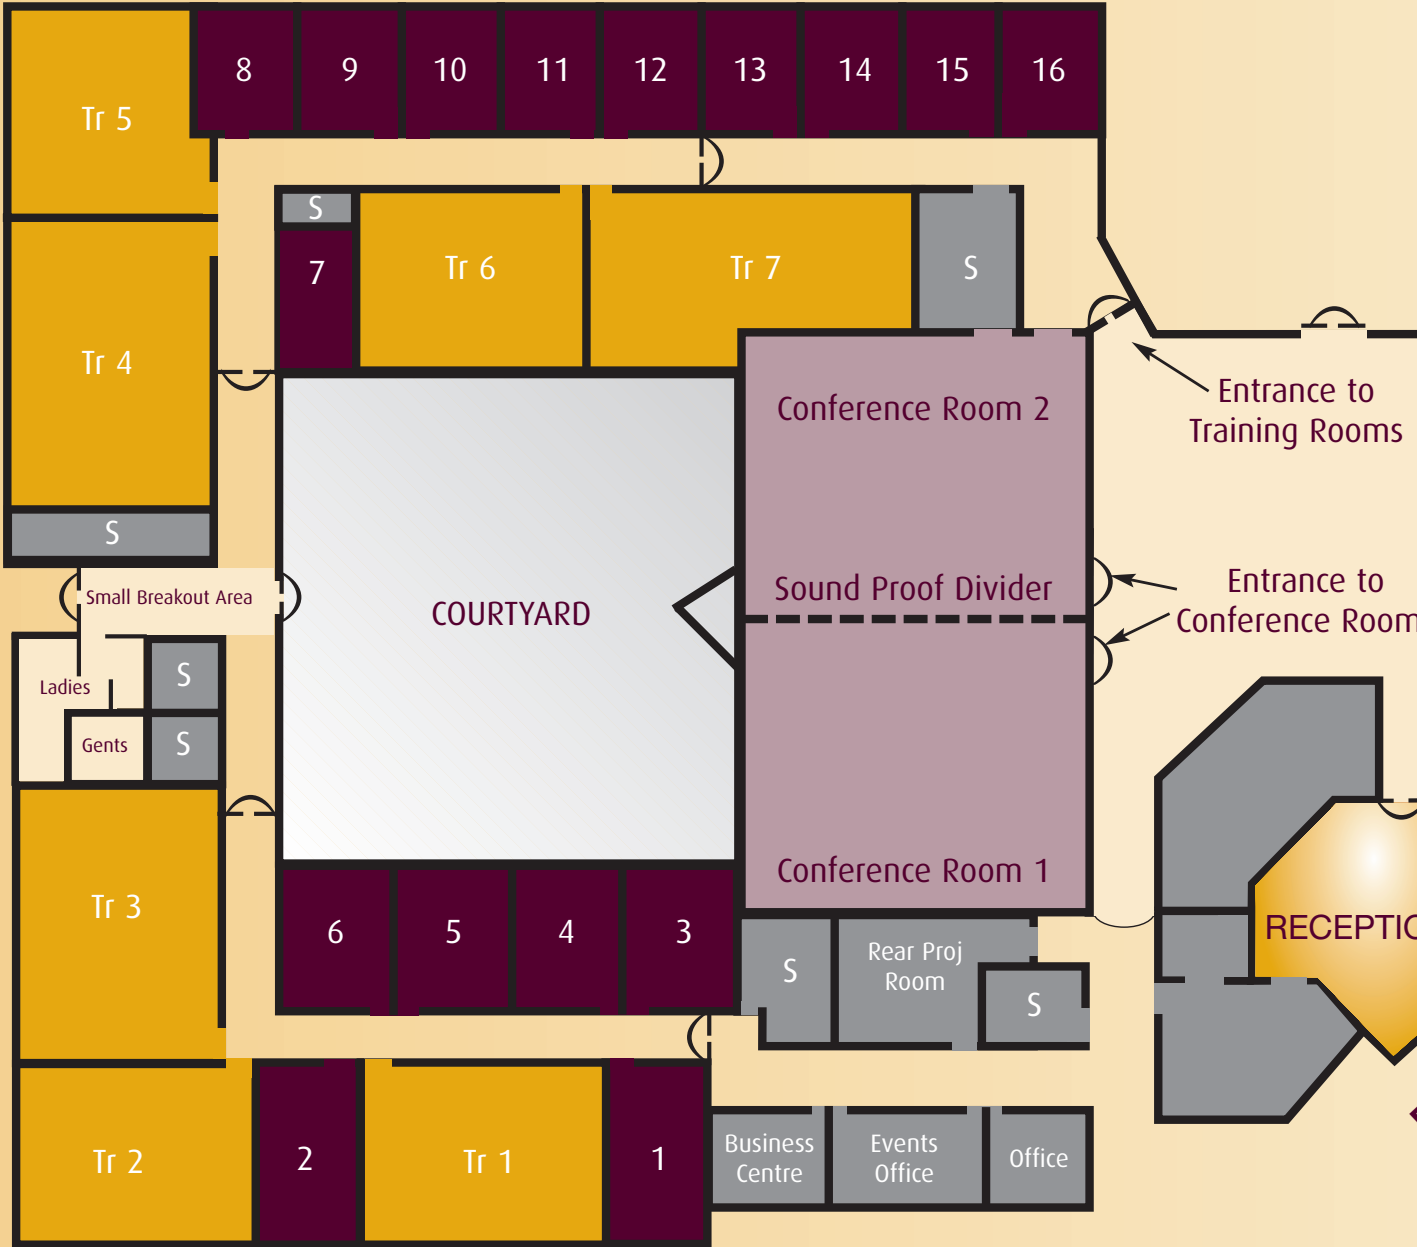 8
9
10
11
12
13
14
15
16
Tr 5
S
7
Tr 6
Tr 7
S
Tr 4
Conference Room 2
Entrance to
Training Rooms
S
Small Breakout Area
COURTYARD
Sound Proof Divider
Entrance to
Conference Room
Ladies
S
Gents
S
Tr 3
Conference Room 1
6
5
4
3
S
Rear Proj
Room
S
RECEPTIO
Tr 2
2
Tr 1
1
Business
Centre
Events
Office
Office